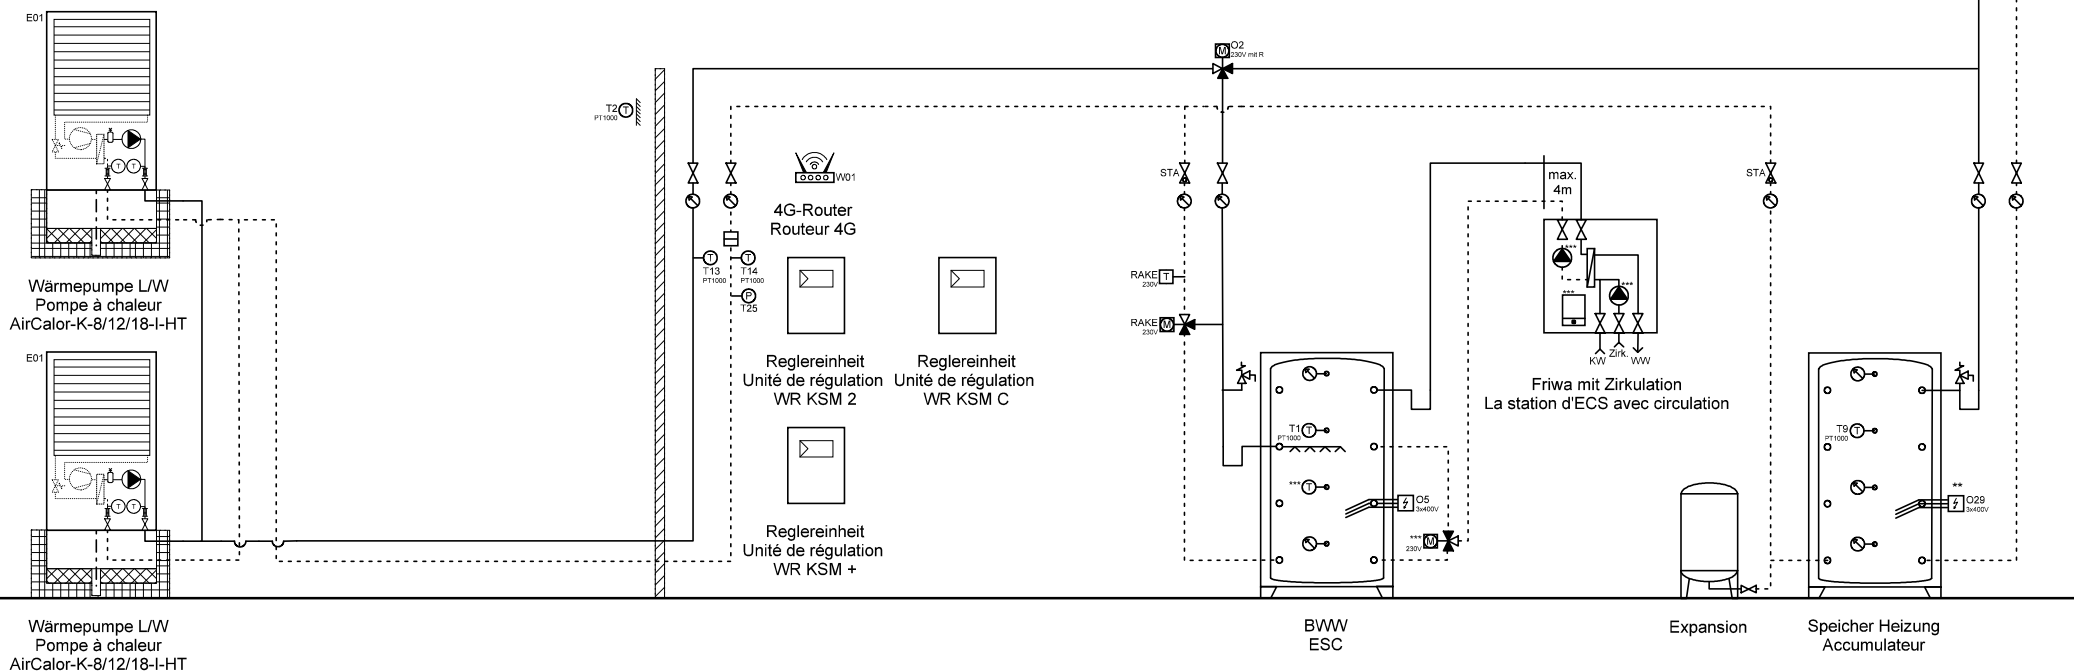 E01
Wärmepumpe L/W
Pompe à chaleur
AirCalor-K-8/12/18-I-HT
E01
Wärmepumpe L/W
Pompe à chaleur
AirCalor-K-8/12/18-I-HT
T2
PT1000
T
T
T
T
T
T
W01
4G-Router
Routeur 4G
T
T13
PT1000
T
T14
PT1000
P
T25
Reglereinheit
Unité de régulation
WR KSM 2
Reglereinheit
Unité de régulation
WR KSM C
Reglereinheit
Unité de régulation
WR KSM +
M
O2
230V mit R
STA
RAKE
230V
T
RAKE
230V
M
T1
PT1000
T
***
T
O5
3x400V
***
230V
M
BWW
ESC
max.
4m
***
***
***
KW
Zirk.
WW
Friwa mit Zirkulation
La station d'ECS avec circulation
STA
Expansion
T9
PT1000
T
**
O29
3x400V
Speicher Heizung
Accumulateur